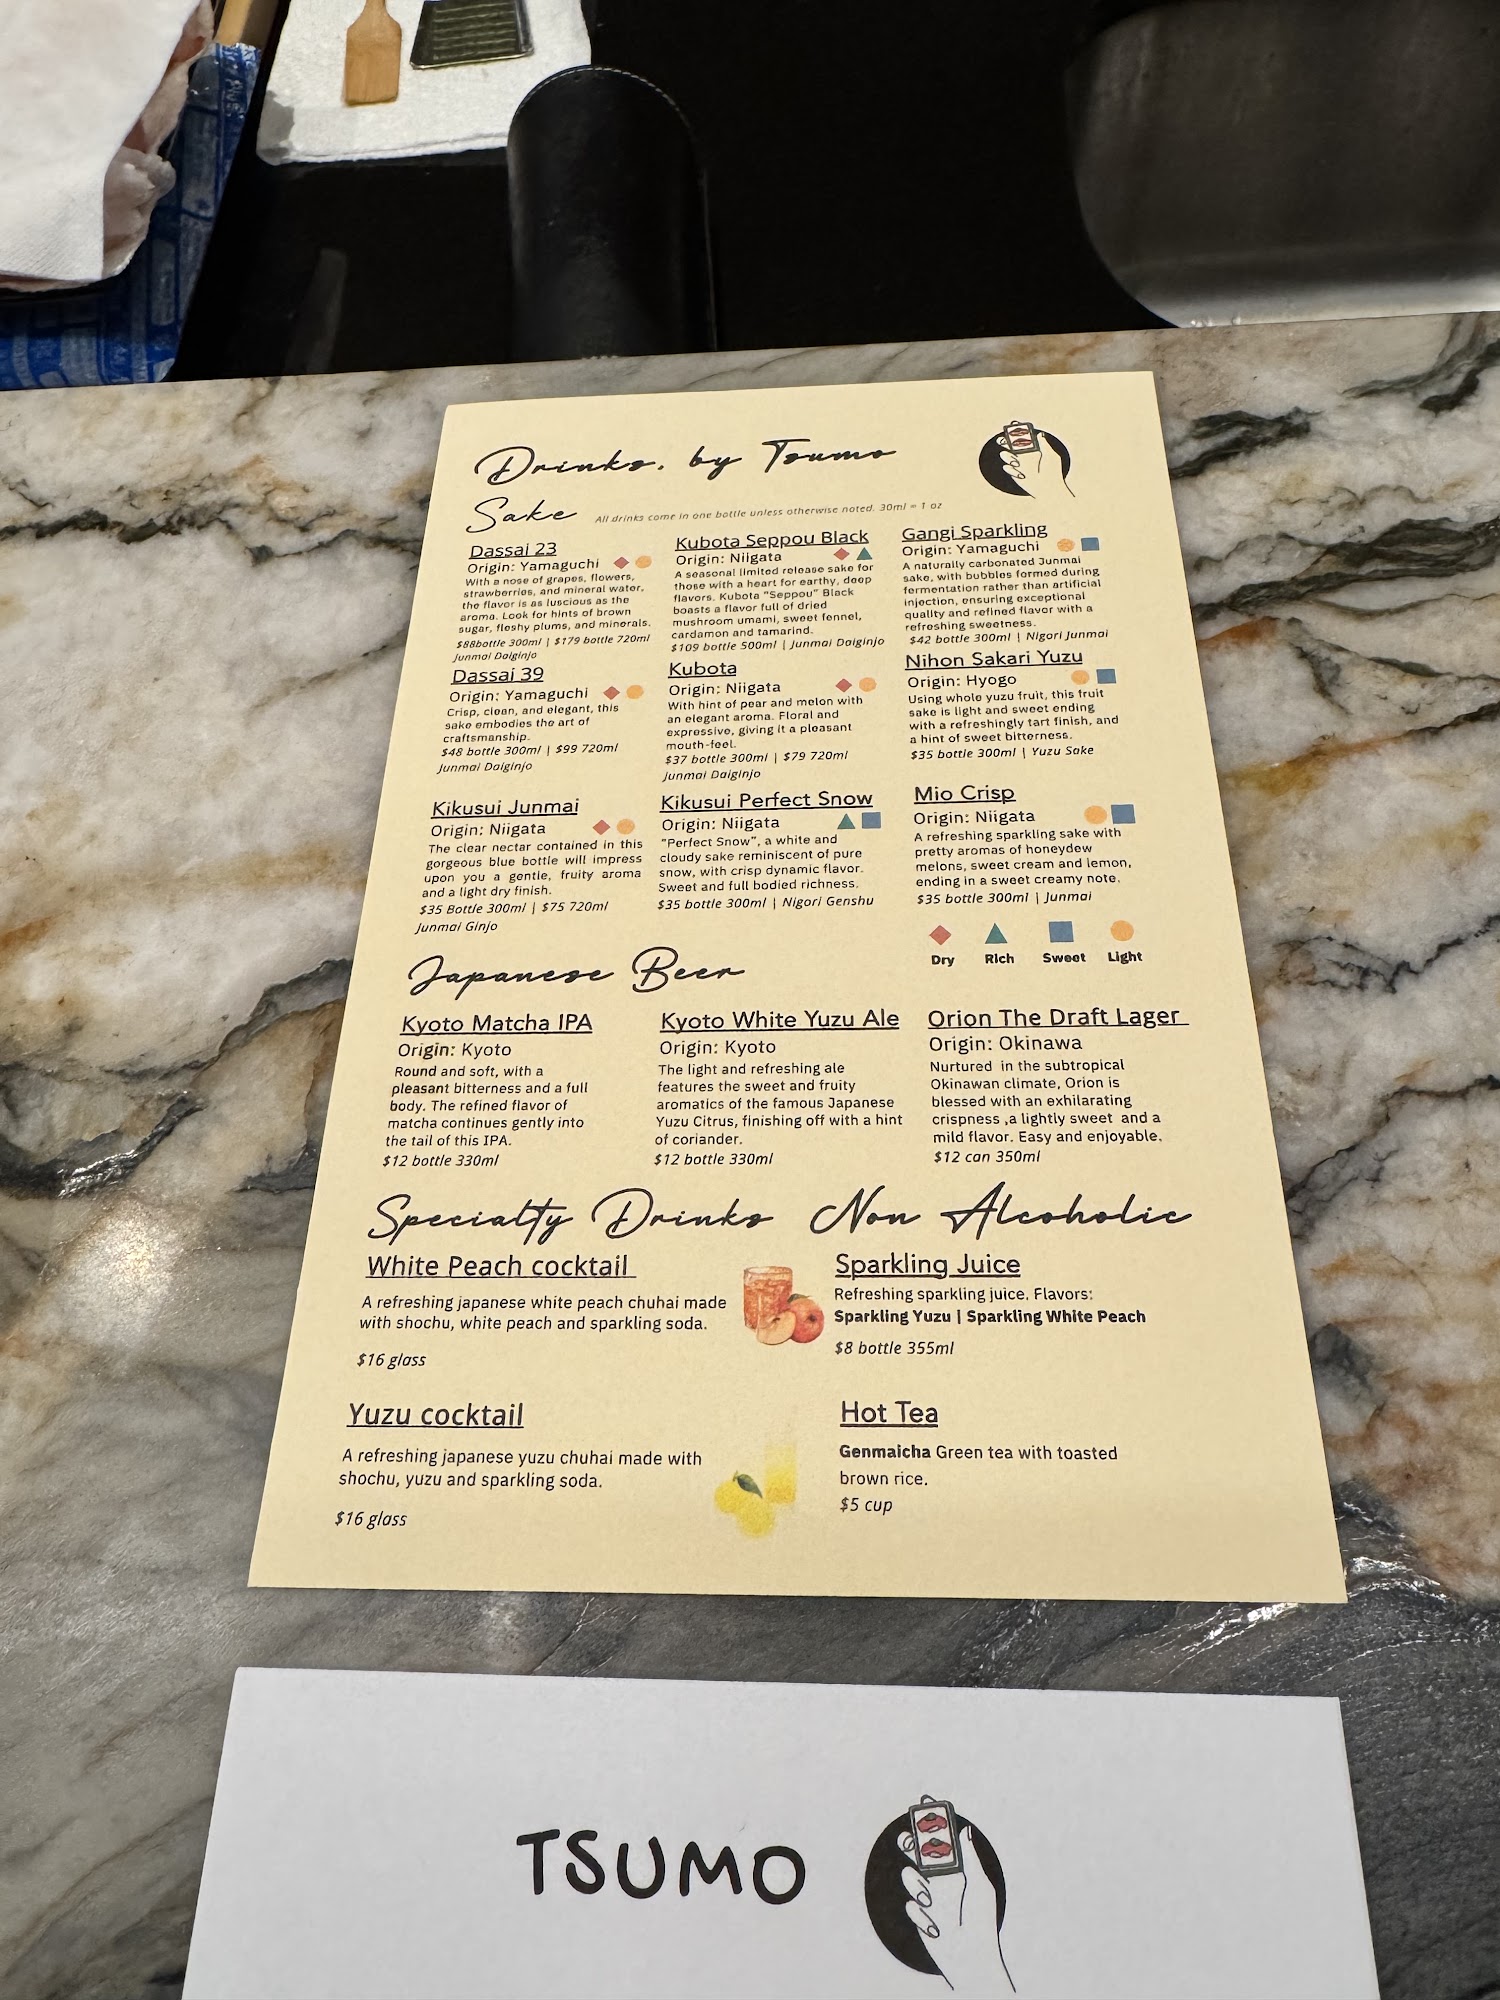 Drinks. by Tsumo
Sake
All drinks come in one bottle unless otherwise noted. 30ml = 1 oz
Dassai 23
Origin: Yamaguchi
With a nose of grapes, flowers,
strawberries, and mineral water,
the flavor is as luscious as the
aroma. Look for hints of brown
sugar, fleshy plums, and minerals.
$88bottle 300ml | $179 bottle 720ml
Junmai Daiginjo
Kubota Seppou Black
Origin: Niigata
A seasonal limited release sake for
those with a heart for earthy, deep
flavors. Kubota "Seppou" Black
boasts a flavor full of dried
mushroom umami, sweet fennel,
cardamon and tamarind.
$109 bottle 500ml | Junmai Daiginjo
Gangi Sparkling
Origin: Yamaguchi
A naturally carbonated Junmai
sake, with bubbles formed during
fermentation rather than artificial
injection, ensuring exceptional
quality and refined flavor with a
refreshing sweetness.
$42 bottle 300ml | Nigori Junmai
Dassai 39
Origin: Yamaguchi
Crisp, clean, and elegant, this
sake embodies the art of
craftsmanship.
$48 bottle 300ml | $99 720ml
Junmai Daiginjo
Kubota
Origin: Niigata
With hint of pear and melon with
an elegant aroma. Floral and
expressive, giving it a pleasant
mouth-feel.
$37 bottle 300ml | $79 720ml
Junmai Daiginjo
Nihon Sakari Yuzu
Origin: Hyogo
Using whole yuzu fruit, this fruit
sake is light and sweet ending
with a refreshingly tart finish, and
a hint of sweet bitterness.
$35 bottle 300ml | Yuzu Sake
Kikusui Junmai
Origin: Niigata
The clear nectar contained in this
gorgeous blue bottle will impress
upon you a gentle, fruity aroma
and a light dry finish.
$35 Bottle 300ml | $75 720ml
Junmai Ginjo
Kikusui Perfect Snow
Origin: Niigata
"Perfect Snow", a white and
cloudy sake reminiscent of pure
snow, with crisp dynamic flavor.
Sweet and full bodied richness.
$35 bottle 300ml | Nigori Genshu
Mio Crisp
Origin: Niigata
A refreshing sparkling sake with
pretty aromas of honeydew
melons, sweet cream and lemon,
ending in a sweet creamy note.
$35 bottle 300ml | Junmai
Dry Rich Sweet Light
Japanese Beer
Kyoto Matcha IPA
Origin: Kyoto
Round and soft, with a
pleasant bitterness and a full
body. The refined flavor of
matcha continues gently into
the tail of this IPA.
$12 bottle 330ml
Kyoto White Yuzu Ale
Origin: Kyoto
The light and refreshing ale
features the sweet and fruity
aromatics of the famous Japanese
Yuzu Citrus, finishing off with a hint
of coriander.
$12 bottle 330ml
Orion The Draft Lager
Origin: Okinawa
Nurtured in the subtropical
Okinawan climate, Orion is
blessed with an exhilarating
crispness ,a lightly sweet and a
mild flavor. Easy and enjoyable.
$12 can 350ml
Specialty Drinks
White Peach cocktail
A refreshing japanese white peach chuhai made
with shochu, white peach and sparkling soda.
$16 glass
Yuzu cocktail
A refreshing japanese yuzu chuhai made with
shochu, yuzu and sparkling soda.
$16 glass
Non Alcoholic
Sparkling Juice
Refreshing sparkling juice. Flavors:
Sparkling Yuzu | Sparkling White Peach
$8 bottle 355ml
Hot Tea
Genmaicha Green tea with toasted
brown rice.
$5 cup
TSUMO